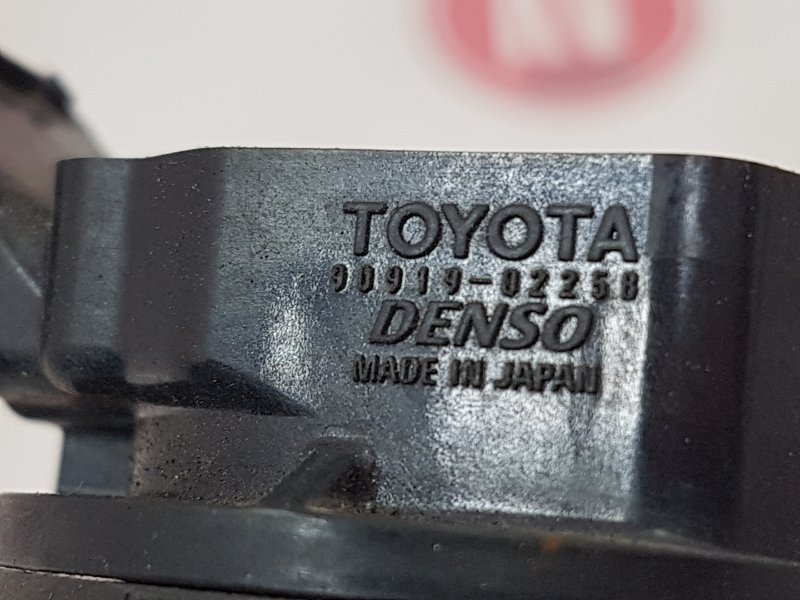 TOYOTA
90919-02258
DENSO
MADE IN JAPAN